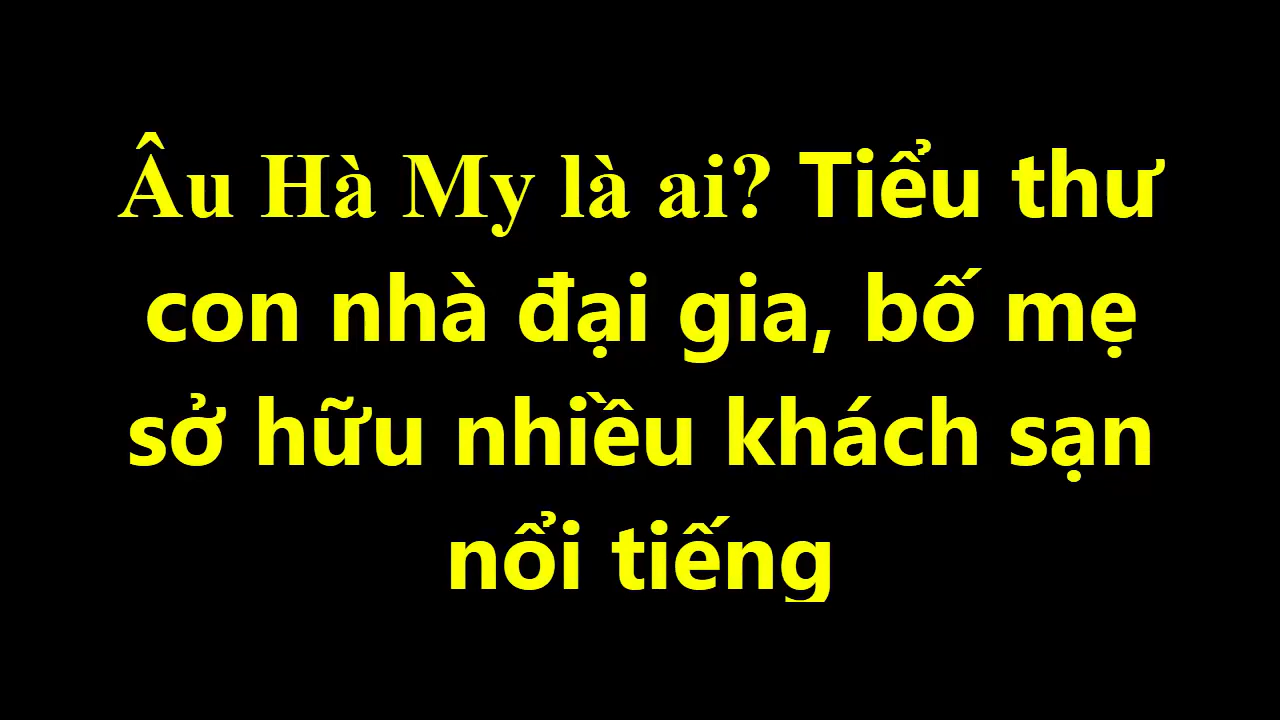 Âu Hà My là ai? Tiểu thư
con nhà đại gia, bố mẹ
sở hữu nhiều khách sạn
nổi tiếng